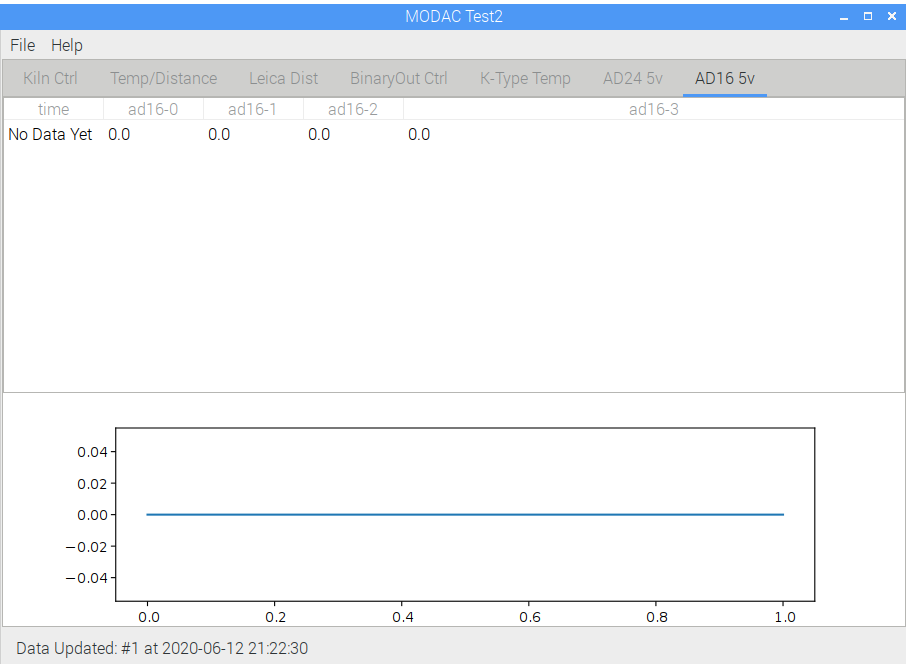 MODAC Test2
File Help
Kiln Ctrl Temp/Distance Leica Dist BinaryOut Ctrl K-Type Temp AD24 5v AD16 5v
time ad16-0 ad16-1 ad16-2 ad16-3
No Data Yet 0.0 0.0 0.0 0.0
0.04
0.02
0.00
−0.02
−0.04
0.0 0.2 0.4 0.6 0.8 1.0
Data Updated: #1 at 2020-06-12 21:22:30